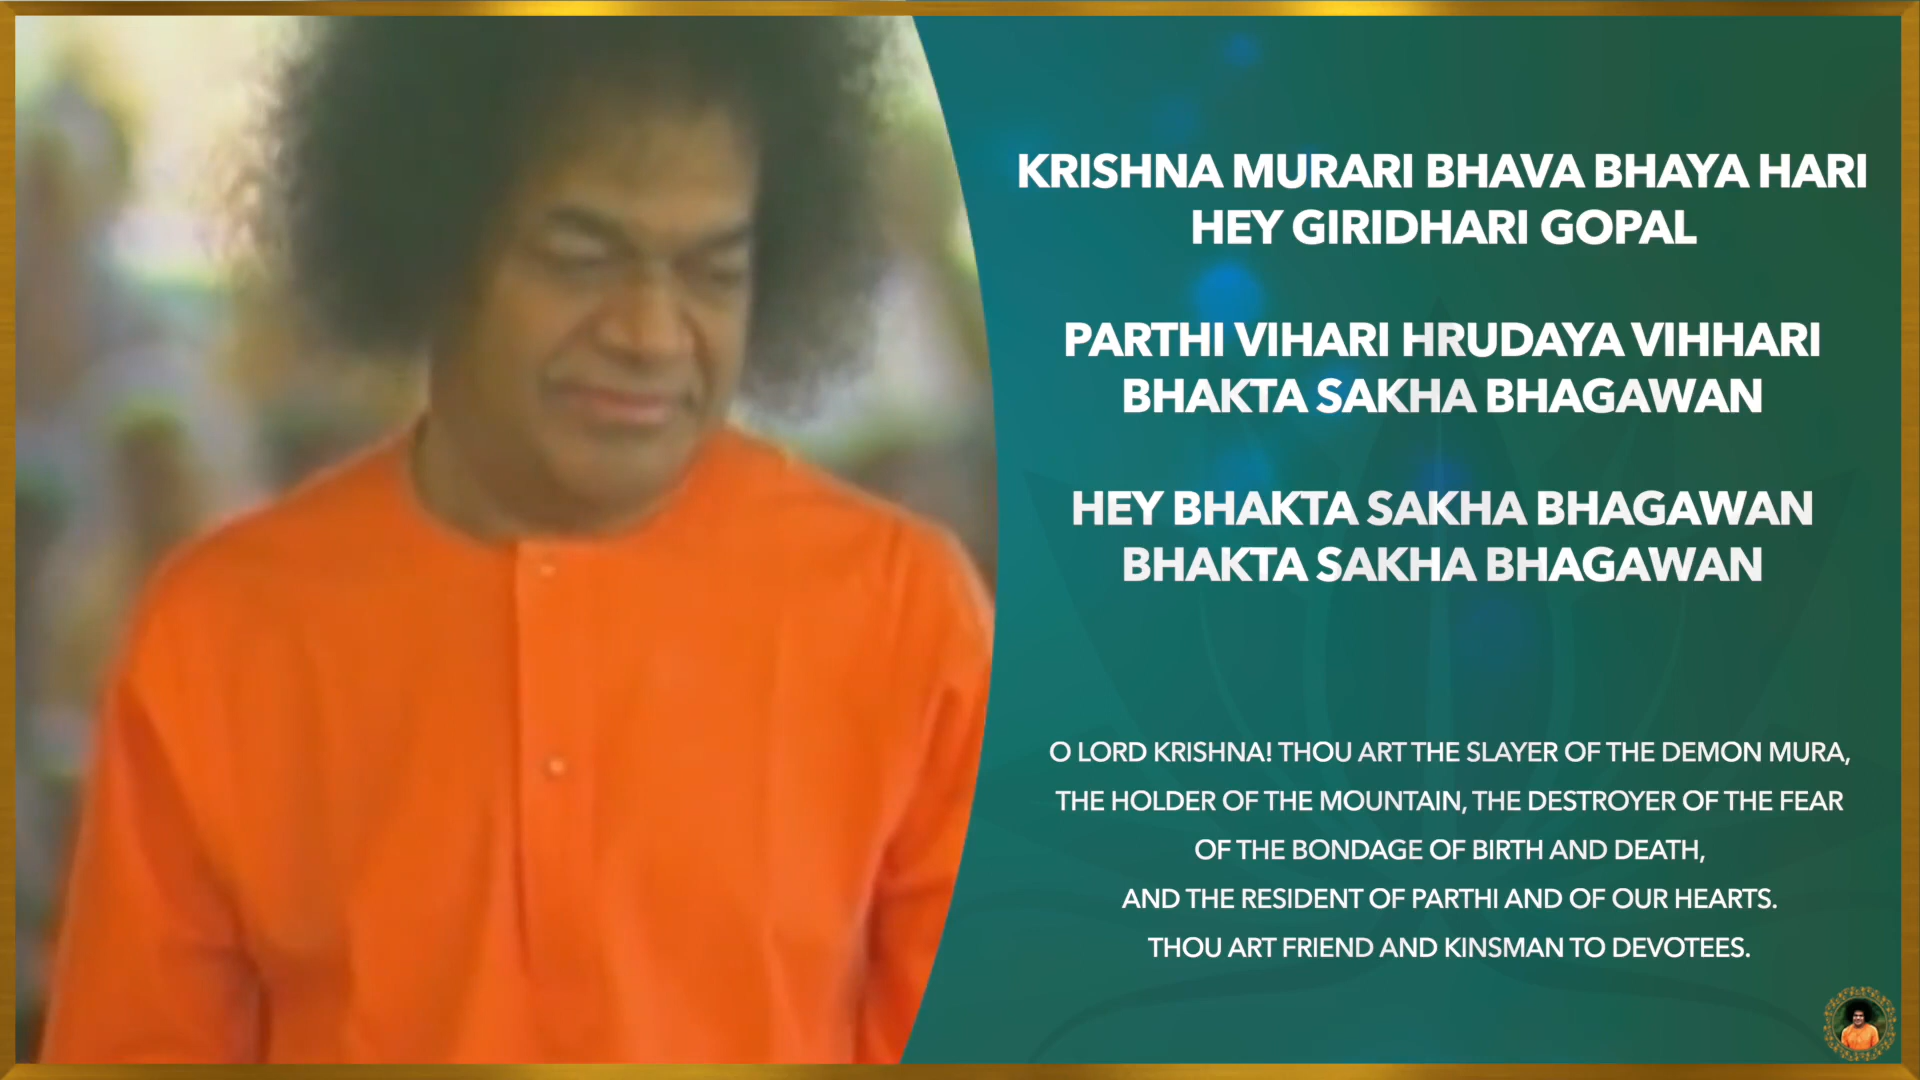 KRISHNA MURARI BHAVA BHAYA HARI
HEY GIRIDHARI GOPAL
PARTHI VIHARI HRUDAYA VIHHARI
BHAKTA SAKHA BHAGAWAN
HEY BHAKTA SAKHA BHAGAWAN
BHAKTA SAKHA BHAGAWAN
O LORD KRISHNA! THOU ART THE SLAYER OF THE DEMON MURA,
THE HOLDER OF THE MOUNTAIN, THE DESTROYER OF THE FEAR
OF THE BONDAGE OF BIRTH AND DEATH,
AND THE RESIDENT OF PARTHI AND OF OUR HEARTS.
THOU ART FRIEND AND KINSMAN TO DEVOTEES.